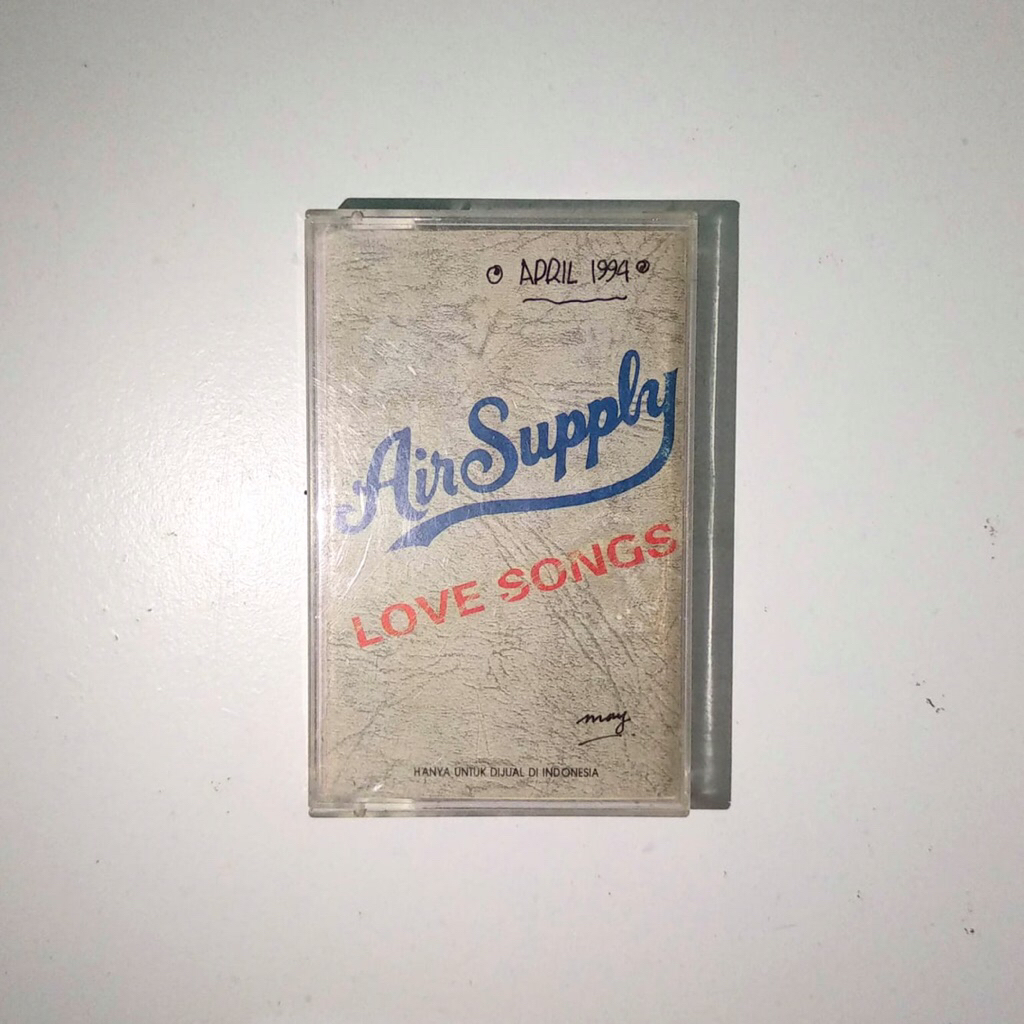 APRIL 1994
Air Supply
LOVE SONGS
may.
HANYA UNTUK DIJUAL DI INDONESIA